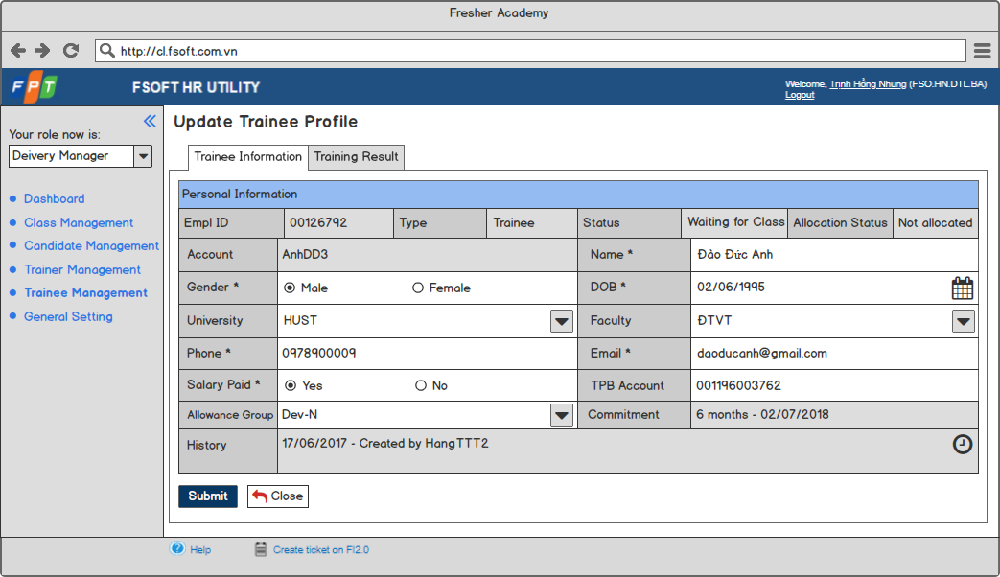 Fresher Academy
http://cl.fsoft.com.vn
FPT
FSOFT HR UTILITY
Welcome, Trịnh Hồng Nhung (FSO.HN.DTL.BA)
Logout
Your role now is:
Deivery Manager
Dashboard
Class Management
Candidate Management
Trainer Management
Trainee Management
General Setting
Update Trainee Profile
Trainee Information Training Result
Personal Information
Empl ID 00126792 Type Trainee Status Waiting for Class Allocation Status Not allocated
Account AnhDD3 Name * Đào Đức Anh
Gender * Male Female DOB * 02/06/1995
University HUST Faculty ĐTVT
Phone * 0978900009 Email * daoducanh@gmail.com
Salary Paid * Yes No TPB Account 001196003762
Allowance Group Dev-N Commitment 6 months - 02/07/2018
History 17/06/2017 - Created by HangTTT2
Submit Close
Help Create ticket on FI2.0